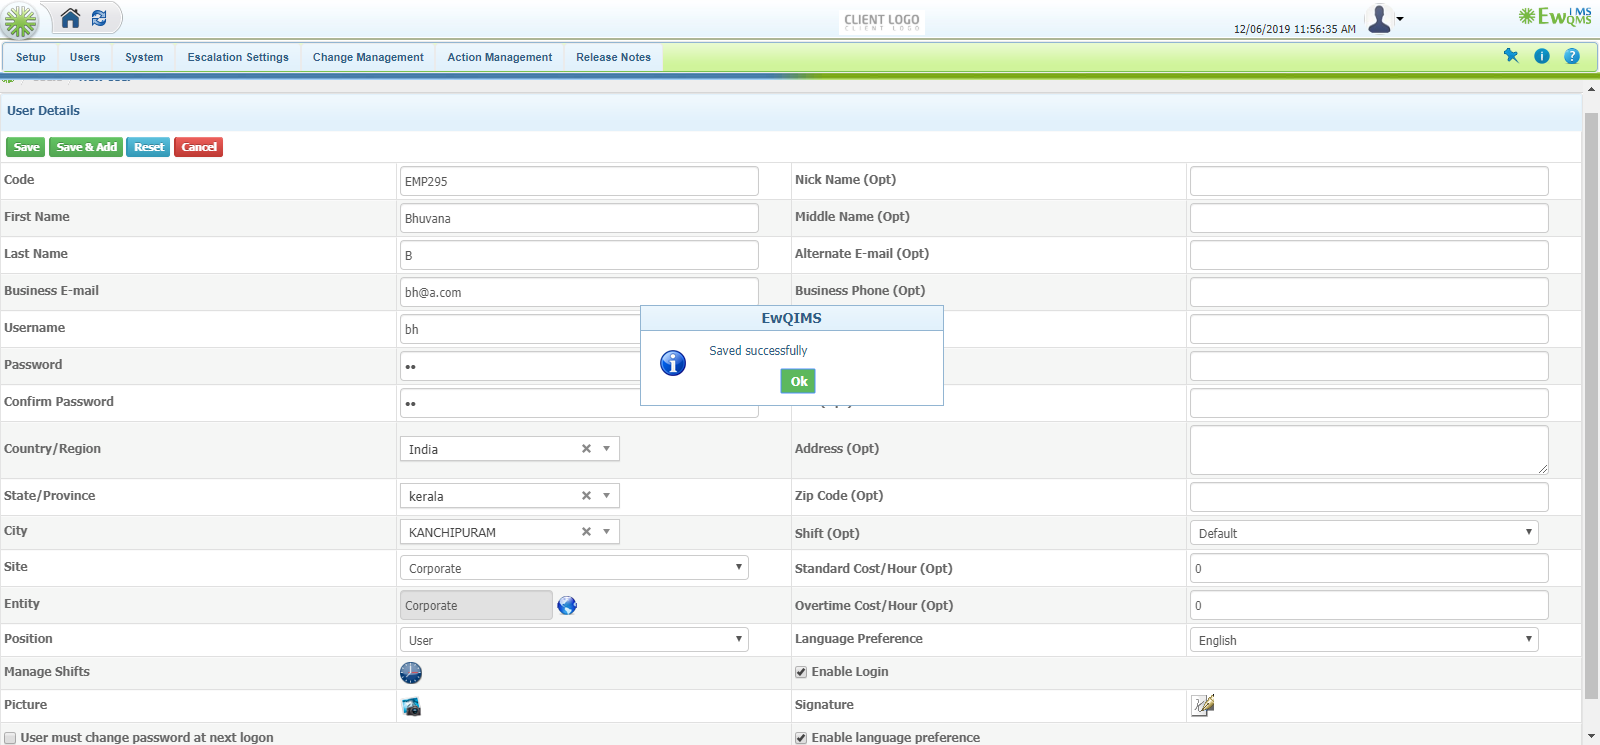 CLIENT LOGO
CLIENT LOGO
12/06/2019 11:56:35 AM
EwQIMS
QMS
Setup Users System Escalation Settings Change Management Action Management Release Notes
User Details
Save Save & Add Reset Cancel
Code EMP295 Nick Name (Opt)
First Name Bhuvana Middle Name (Opt)
Last Name B Alternate E-mail (Opt)
Business E-mail bh@a.com Business Phone (Opt)
Username bh
Password ••
Confirm Password ••
EwQIMS
Saved successfully
Ok
Country/Region India Address (Opt)
State/Province kerala Zip Code (Opt)
City KANCHIPURAM Shift (Opt) Default
Site Corporate Standard Cost/Hour (Opt) 0
Entity Corporate Overtime Cost/Hour (Opt) 0
Position User Language Preference English
Manage Shifts Enable Login
Picture Signature
User must change password at next logon Enable language preference